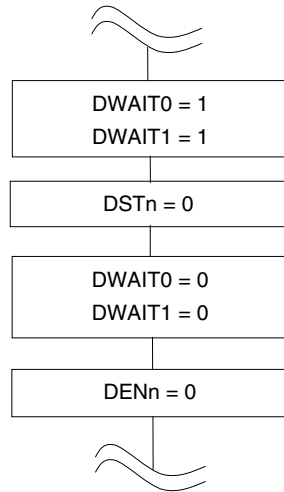 DWAIT0 = 1
DWAIT1 = 1
DSTn = 0
DWAIT0 = 0
DWAIT1 = 0
DENn = 0